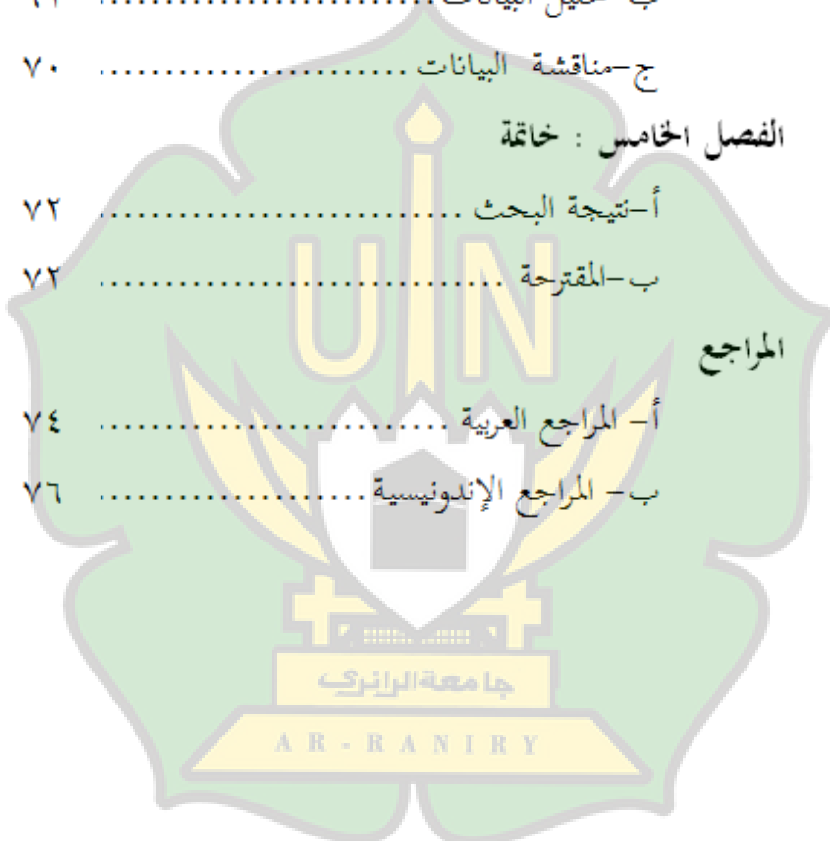 ج-مناقشة البيانات ...................... ٧٠
الفصل الخامس : خاتمة
أ-نتيجة البحث .......................... ٧٢
ب-المقترحة ............................. ٧٢
المراجع
أ- المراجع العربية ......................... ٧٤
ب- المراجع الإندونيسية .................... ٧٦
UIN
جامعة الرانري
AR-RANIRY